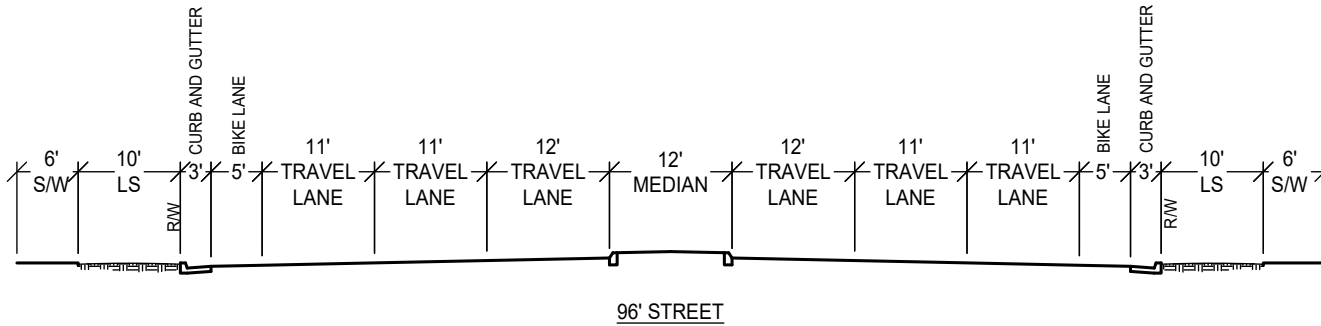 6'
S/W
10'
LS
R/W
CURB AND GUTTER
3'
BIKE LANE
5'
11'
TRAVEL
LANE
11'
TRAVEL
LANE
12'
TRAVEL
LANE
12'
MEDIAN
12'
TRAVEL
LANE
11'
TRAVEL
LANE
11'
TRAVEL
LANE
BIKE LANE
5'
CURB AND GUTTER
3'
R/W
10'
LS
6'
S/W
96' STREET